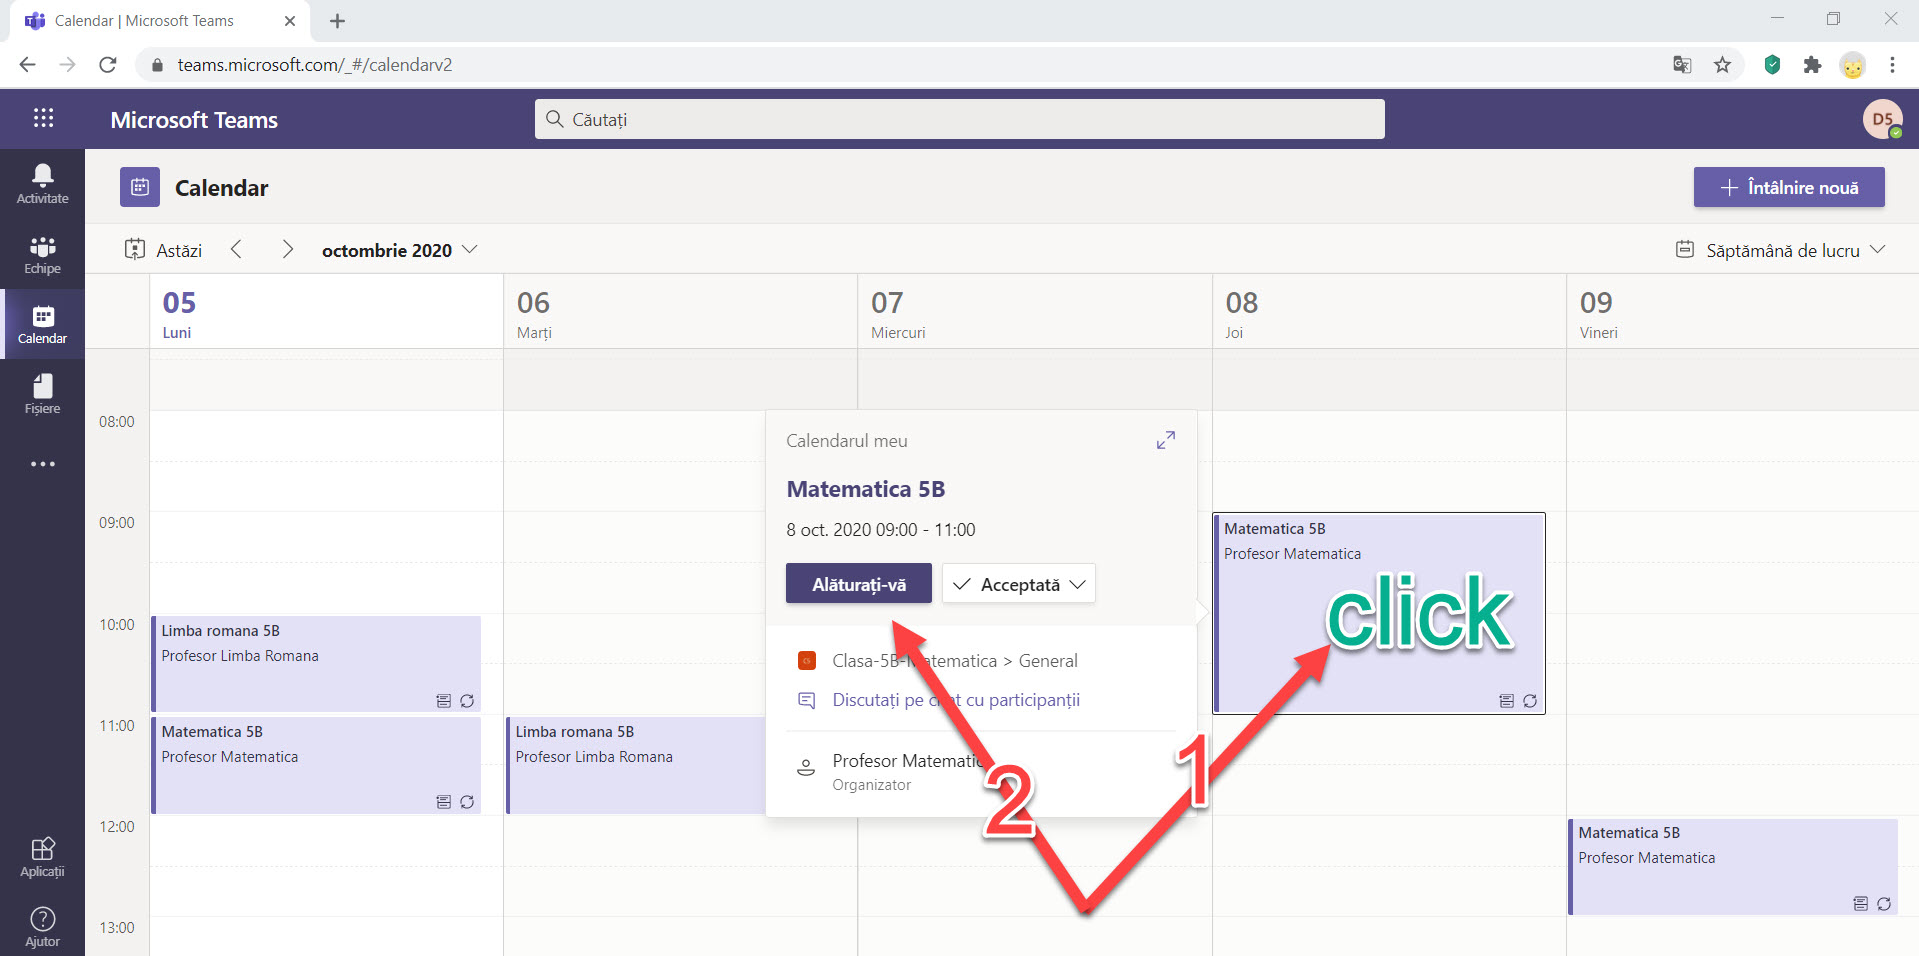 Calendar | Microsoft Teams
teams.microsoft.com/_#/calendarv2
Microsoft Teams
Căutați
D5
Activitate
Echipe
Calendar
Fișiere
Aplicații
Ajutor
Calendar
Întâlnire nouă
Astăzi
octombrie 2020
Săptămână de lucru
05
Luni
06
Marți
07
Miercuri
08
Joi
09
Vineri
08:00
09:00
10:00
11:00
12:00
13:00
Limba romana 5B
Profesor Limba Romana
Matematica 5B
Profesor Matematica
Limba romana 5B
Profesor Limba Romana
Calendarul meu
Matematica 5B
8 oct. 2020 09:00 - 11:00
Alăturați-vă
Acceptată
Clasa-5B-Matematica > General
Discutați pe chat cu participanții
Profesor Matematic
Organizator
2
1
Matematica 5B
Profesor Matematica
click
Matematica 5B
Profesor Matematica